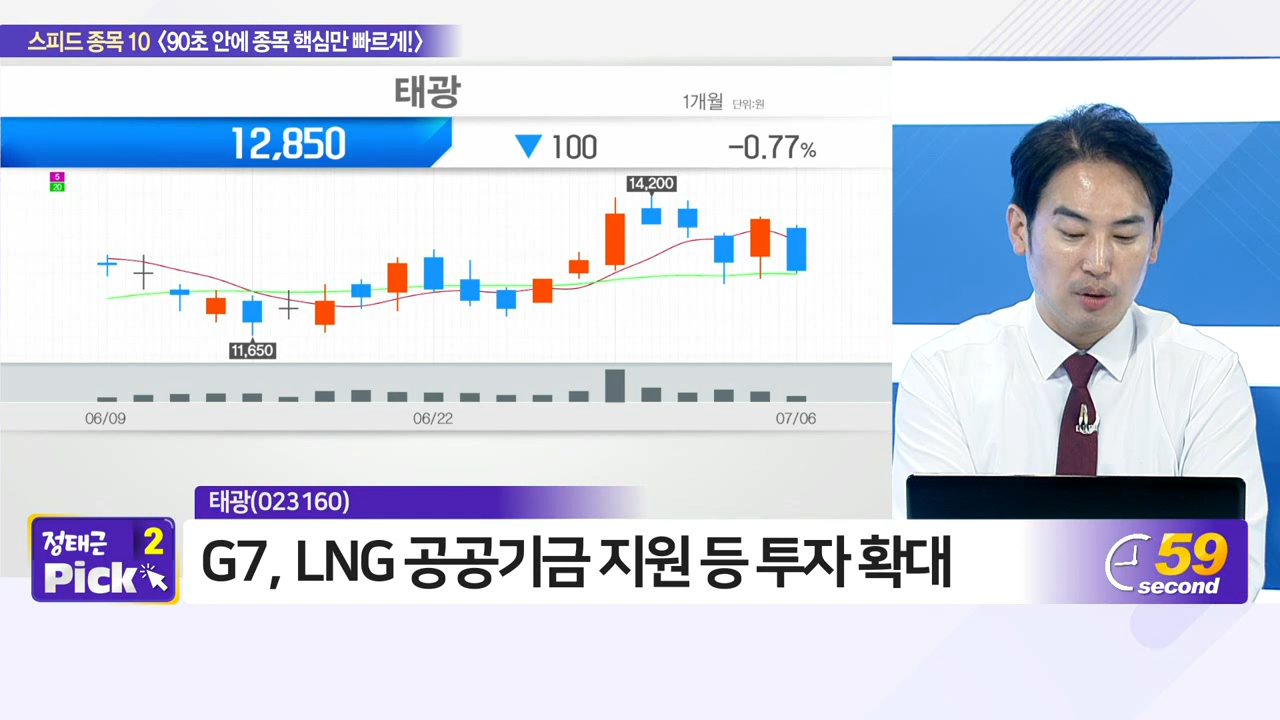 스피드 종목 10 <90초 안에 종목 핵심만 빠르게!>
태광
1개월 단위:원
12,850 ▼ 100 -0.77%
5
20
14,200
11,650
06/09 06/22 07/06
태광(023160)
정태근 2
Pick
G7, LNG 공공기금 지원 등 투자 확대
59
second